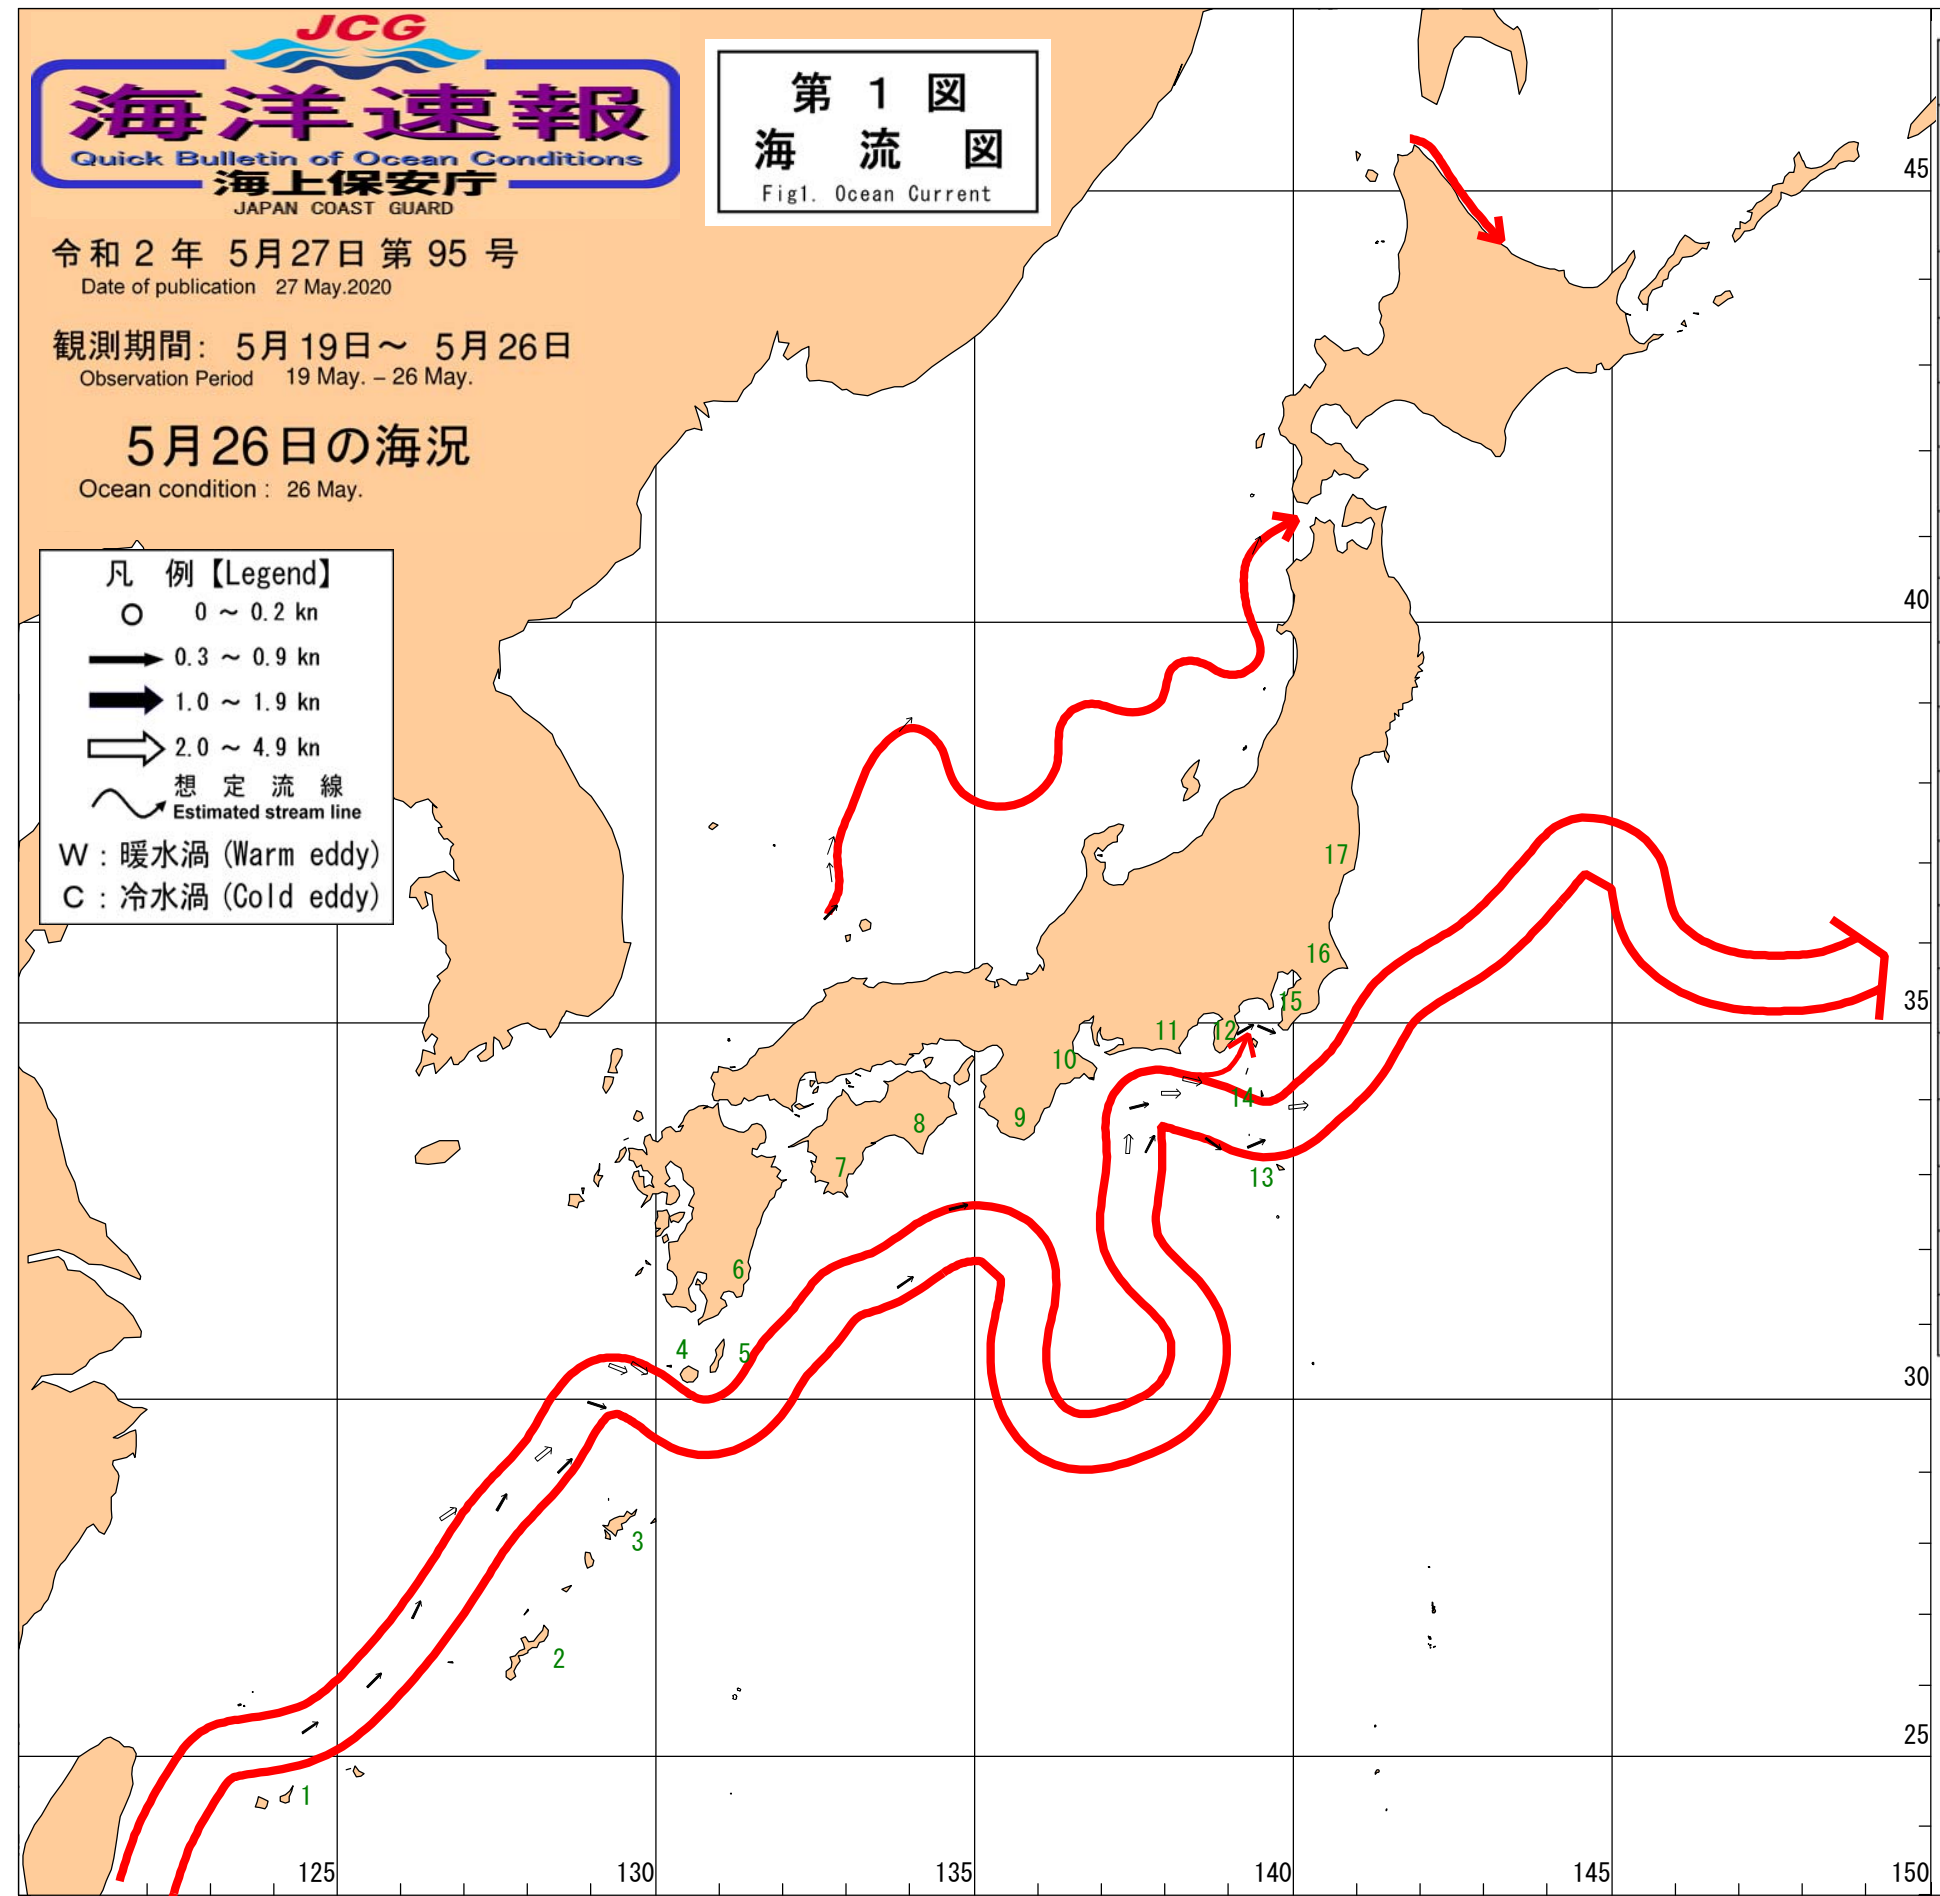 JCG
海洋速報
Quick Bulletin of Ocean Conditions
海上保安庁
JAPAN COAST GUARD
第 1 図
海 流 図
Fig1. Ocean Current
令和 2 年 5月27日 第 95 号
Date of publication 27 May.2020
観測期間: 5月19日～ 5月26日
Observation Period 19 May. – 26 May.
5月26日の海況
Ocean condition : 26 May.
凡 例【Legend】
0 ～ 0.2 kn
0.3 ～ 0.9 kn
1.0 ～ 1.9 kn
2.0 ～ 4.9 kn
想 定 流 線
Estimated stream line
W : 暖水渦 (Warm eddy)
C : 冷水渦 (Cold eddy)
45
40
17
16
35
15
12
11
10
14
9
8
7
13
6
4
5
30
3
2
25
1
125
130
135
140
145
150